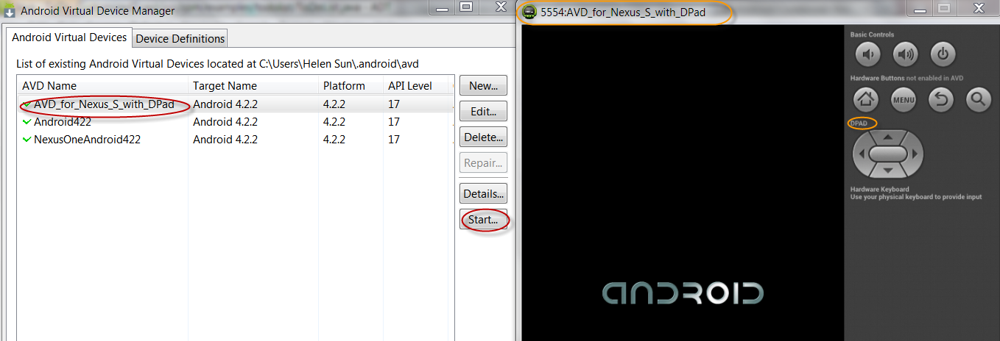 Android Virtual Device Manager
Android Virtual Devices
Device Definitions
List of existing Android Virtual Devices located at C:\Users\Helen Sun\.android\avd
AVD Name Target Name Platform API Level
AVD_for_Nexus_S_with_DPad Android 4.2.2 4.2.2 17
Android422 Android 4.2.2 4.2.2 17
NexusOneAndroid422 Android 4.2.2 4.2.2 17
New...
Edit...
Delete...
Repair...
Details...
Start...
5554:AVD_for_Nexus_S_with_DPad
ANDROID
Basic Controls
Hardware Buttons not enabled in AVD
MENU
DPAD
Hardware Keyboard
Use your physical keyboard to provide input